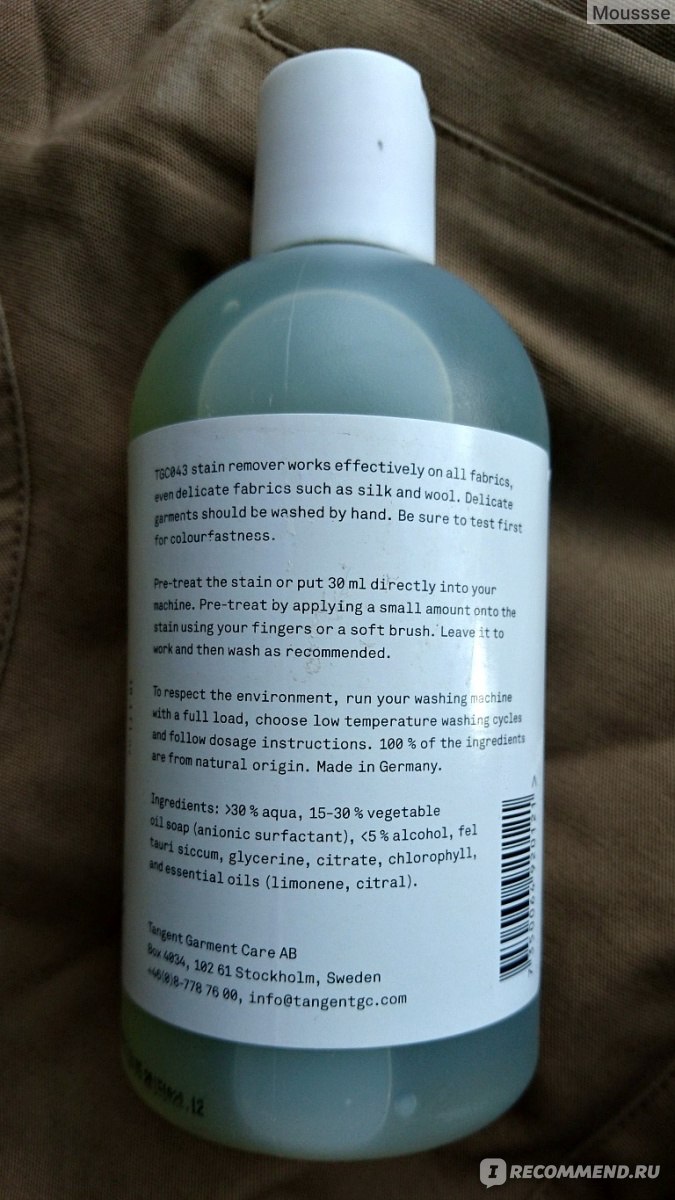 Moussse
TGC043 stain remover works effectively on all fabrics,
even delicate fabrics such as silk and wool. Delicate
garments should be washed by hand. Be sure to test first
for colourfastness.
Pre-treat the stain or put 30 ml directly into your
machine. Pre-treat by applying a small amount onto the
stain using your fingers or a soft brush. Leave it to
work and then wash as recommended.
To respect the environment, run your washing machine
with a full load, choose low temperature washing cycles
and follow dosage instructions. 100 % of the ingredients
are from natural origin. Made in Germany.
Ingredients: >30 % aqua, 15-30 % vegetable
oil soap (anionic surfactant), <5 % alcohol, fel
tauri siccum, glycerine, citrate, chlorophyll,
and essential oils (limonene, citral).
Tangent Garment Care AB
Box 4034, 102 61 Stockholm, Sweden
+46(0)8-778 76 00, info@tangentgc.com
IRECOMMEND.RU